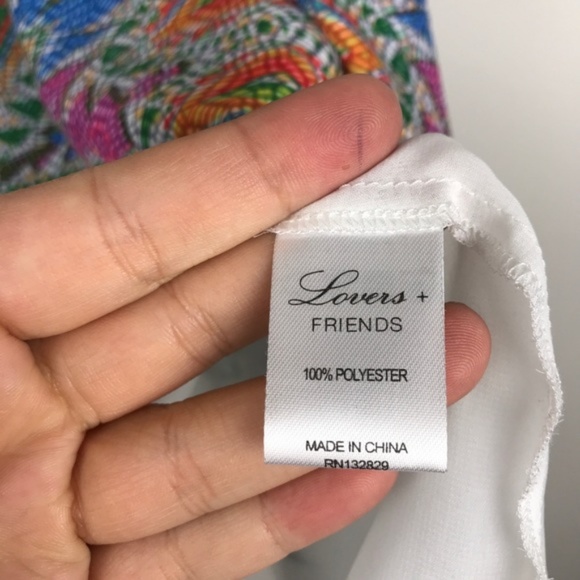 Lovers +
FRIENDS
100% POLYESTER
MADE IN CHINA
RN132829